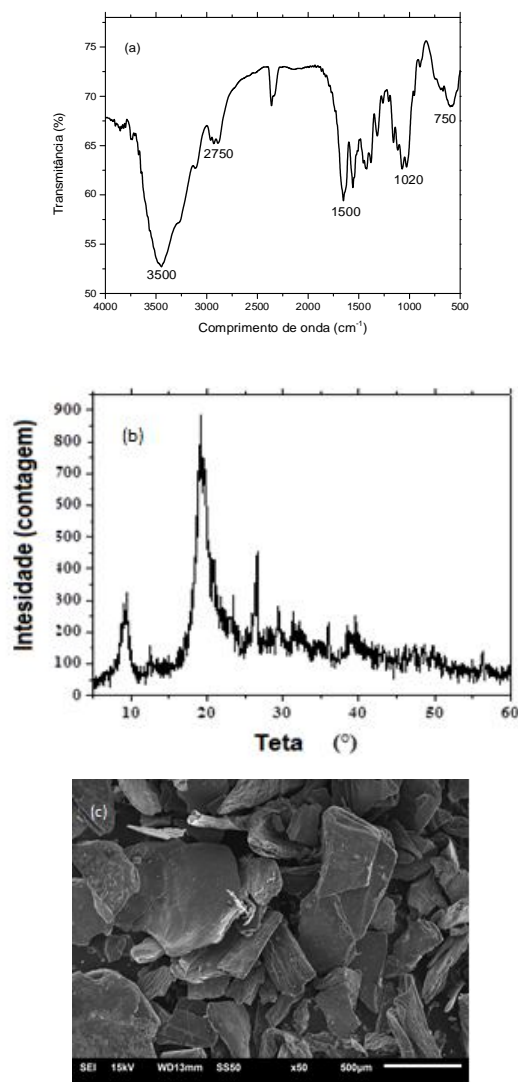 (a)
75
70
65
60
55
50
Transmitância (%)
3500
2750
1500
1020
750
4000 3500 3000 2500 2000 1500 1000 500
Comprimento de onda (cm-1)
(b)
900
800
700
600
500
400
300
200
100
0
Intesidade (contagem)
10 20 30 40 50 60
Teta (°)
(c)
SEI 15kV WD13mm SS50 x50 500µm